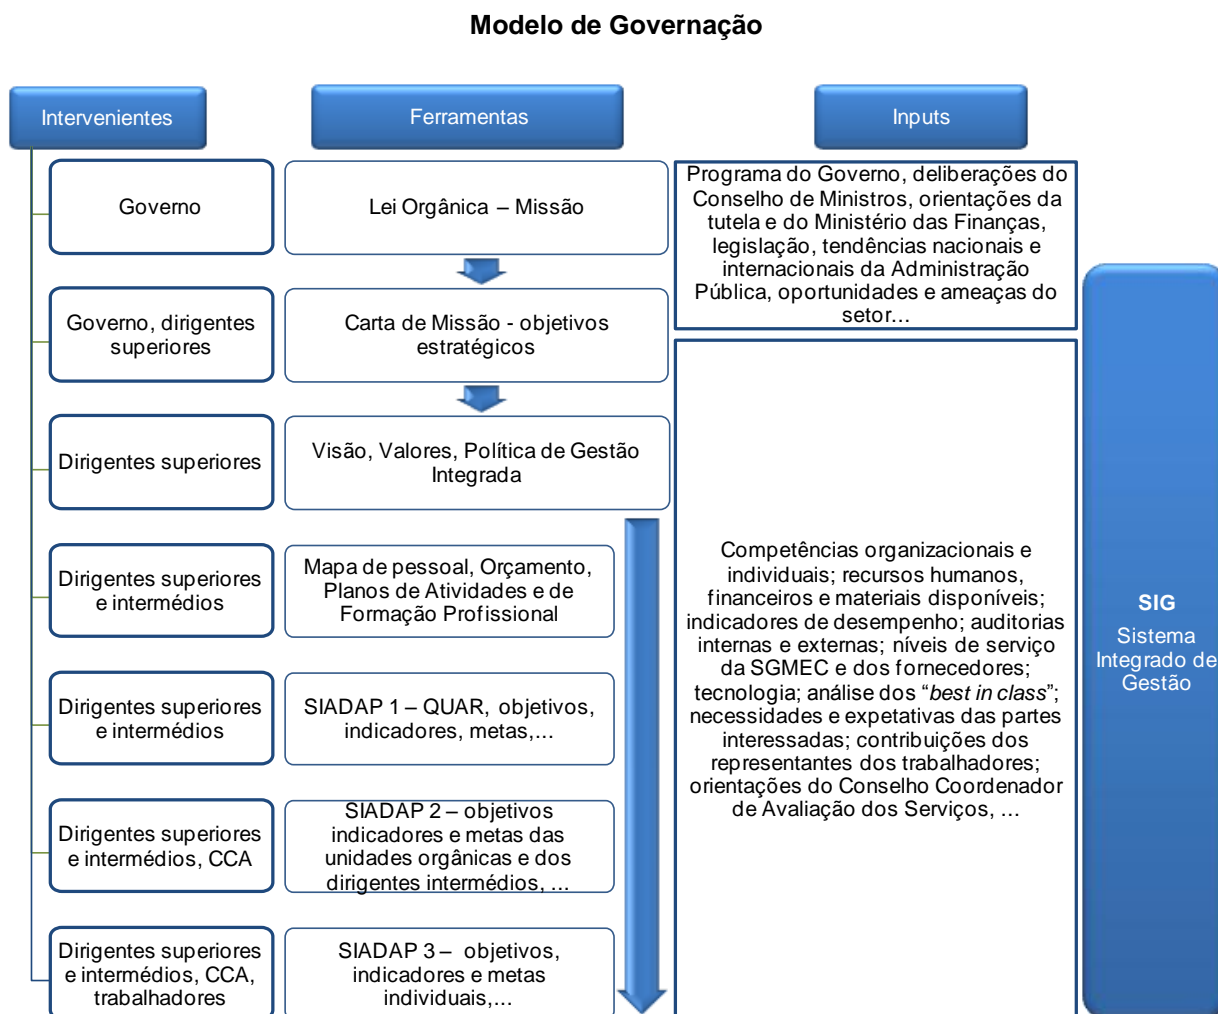 Modelo de Governação
Intervenientes
Ferramentas
Inputs
Governo
Lei Orgânica – Missão
Programa do Governo, deliberações do
Conselho de Ministros, orientações da
tutela e do Ministério das Finanças,
legislação, tendências nacionais e
internacionais da Administração
Pública, oportunidades e ameaças do
setor…
Governo, dirigentes
superiores
Carta de Missão - objetivos
estratégicos
Dirigentes superiores
Visão, Valores, Política de Gestão
Integrada
Dirigentes superiores
e intermédios
Mapa de pessoal, Orçamento,
Planos de Atividades e de
Formação Profissional
Dirigentes superiores
e intermédios
SIADAP 1 – QUAR, objetivos,
indicadores, metas,…
Dirigentes superiores
e intermédios, CCA
SIADAP 2 – objetivos
indicadores e metas das
unidades orgânicas e dos
dirigentes intermédios, …
Dirigentes superiores
e intermédios, CCA,
trabalhadores
SIADAP 3 – objetivos,
indicadores e metas
individuais,…
Competências organizacionais e
individuais; recursos humanos,
financeiros e materiais disponíveis;
indicadores de desempenho; auditorias
internas e externas; níveis de serviço
da SGMEC e dos fornecedores;
tecnologia; análise dos “best in class”;
necessidades e expetativas das partes
interessadas; contribuições dos
representantes dos trabalhadores;
orientações do Conselho Coordenador
de Avaliação dos Serviços, …
SIG
Sistema
Integrado de
Gestão